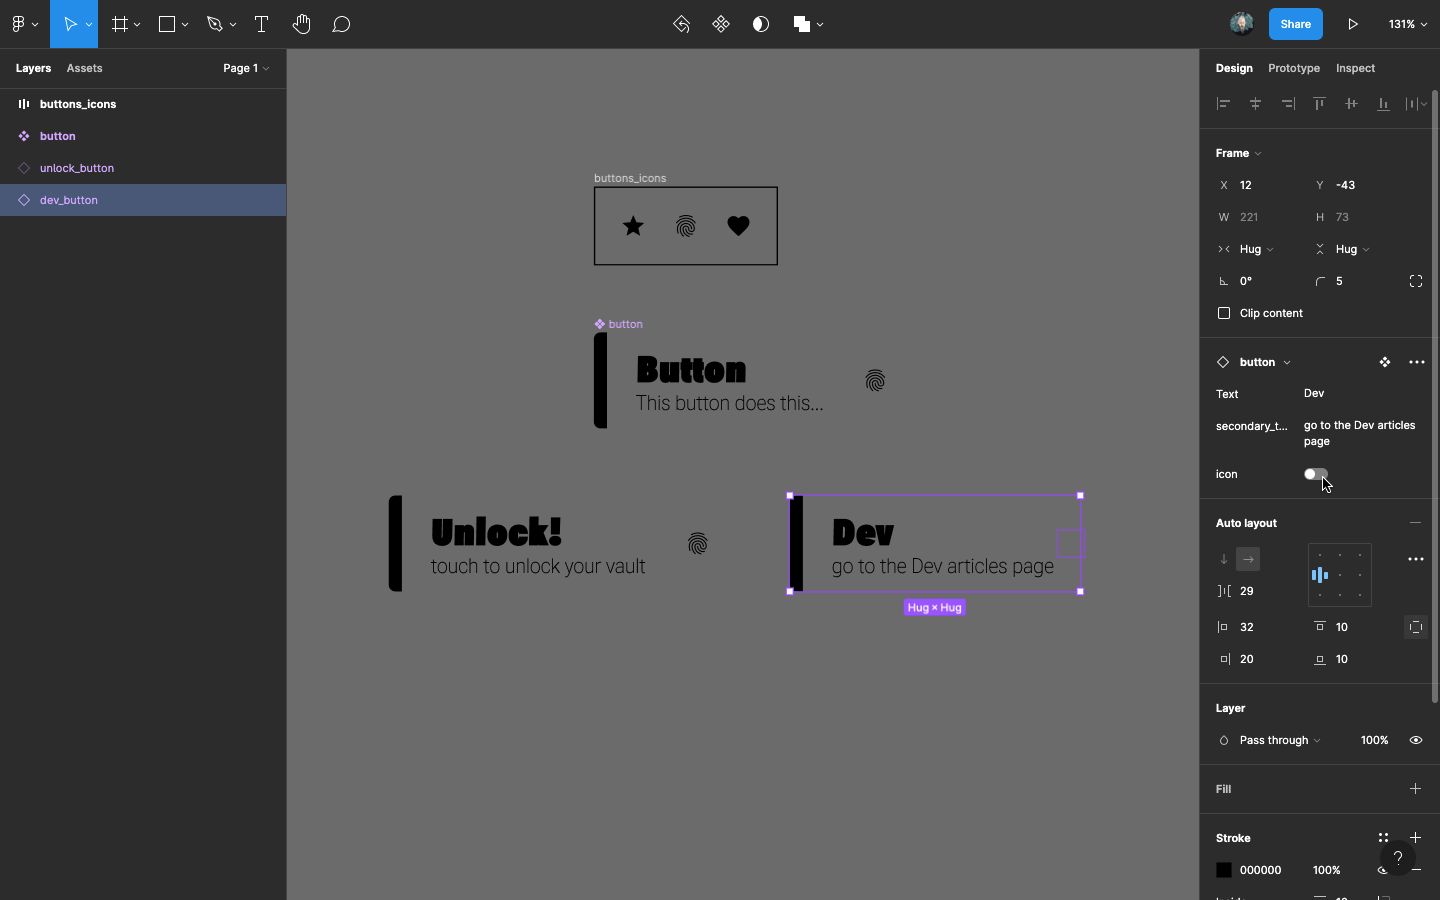 Share
131%
Layers
Assets
Page 1
buttons_icons
button
unlock_button
dev_button
buttons_icons
button
Button
This button does this...
Unlock!
touch to unlock your vault
Dev
go to the Dev articles page
Hug × Hug
Design
Prototype
Inspect
Frame
X 12
Y -43
W 221
H 73
Hug
Hug
0°
5
Clip content
button
Text
Dev
secondary_t...
go to the Dev articles
page
icon
Auto layout
29
32
10
20
10
Layer
Pass through
100%
Fill
Stroke
000000
100%
?